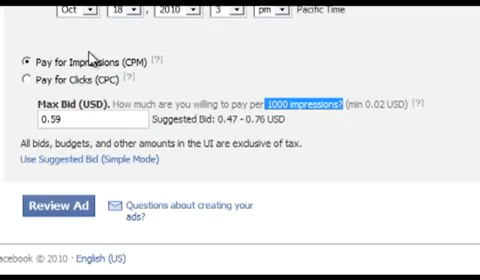 Oct 18 , 2010 3 pm Pacific Time
Pay for Impressions (CPM) [?]
Pay for Clicks (CPC) [?]
Max Bid (USD). How much are you willing to pay per 1000 impressions? (min 0.02 USD) [?]
0.59 Suggested Bid: 0.47 - 0.76 USD
All bids, budgets, and other amounts in the UI are exclusive of tax.
Use Suggested Bid (Simple Mode)
Review Ad
Questions about creating your
ads?
acebook © 2010 · English (US)